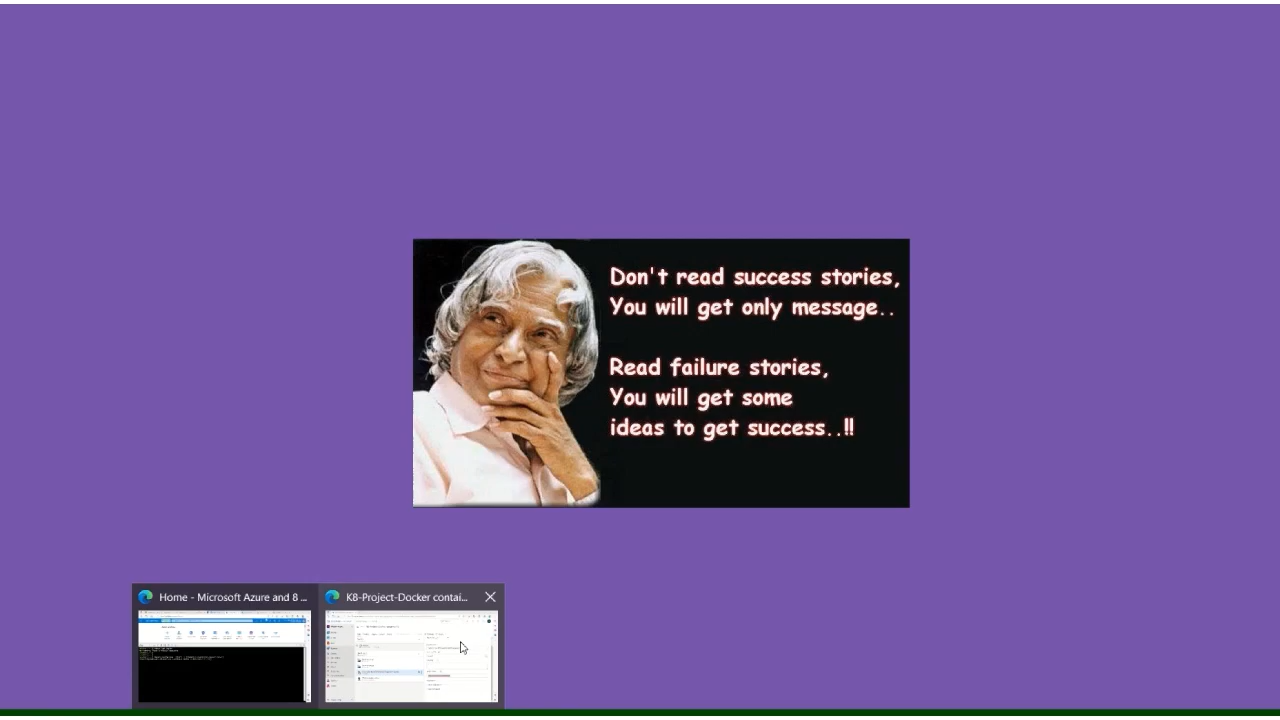 Don't read success stories,
You will get only message..
Read failure stories,
You will get some
ideas to get success..!!
Home - Microsoft Azure and 8 ...
KB-Project-Docker contai...